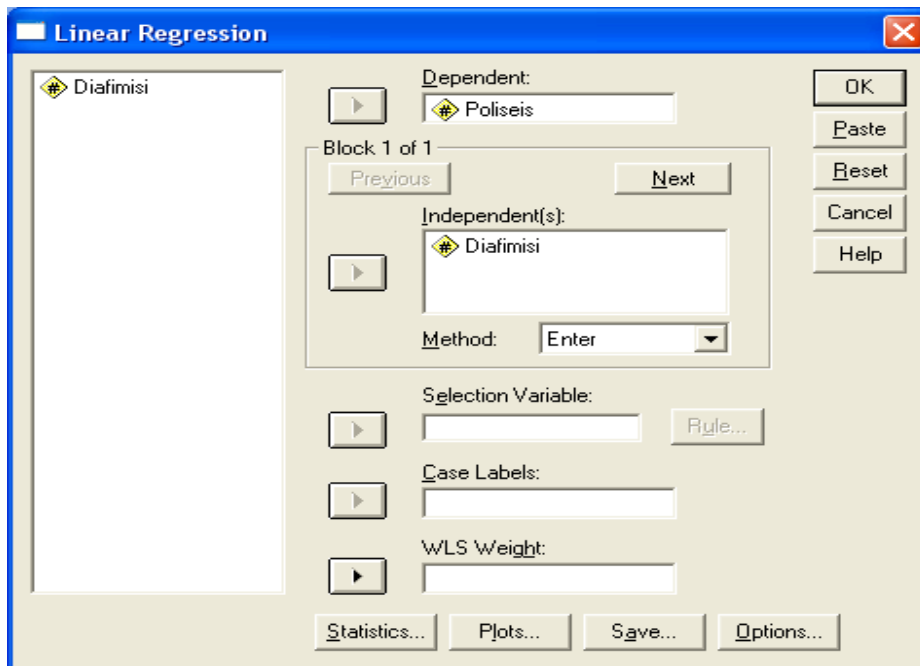 Linear Regression
Diafimisi
Dependent:
Poliseis
Block 1 of 1
Previous
Next
Independent(s):
Diafimisi
Method:
Enter
Selection Variable:
Rule...
Case Labels:
WLS Weight:
Statistics...
Plots...
Save...
Options...
OK
Paste
Reset
Cancel
Help